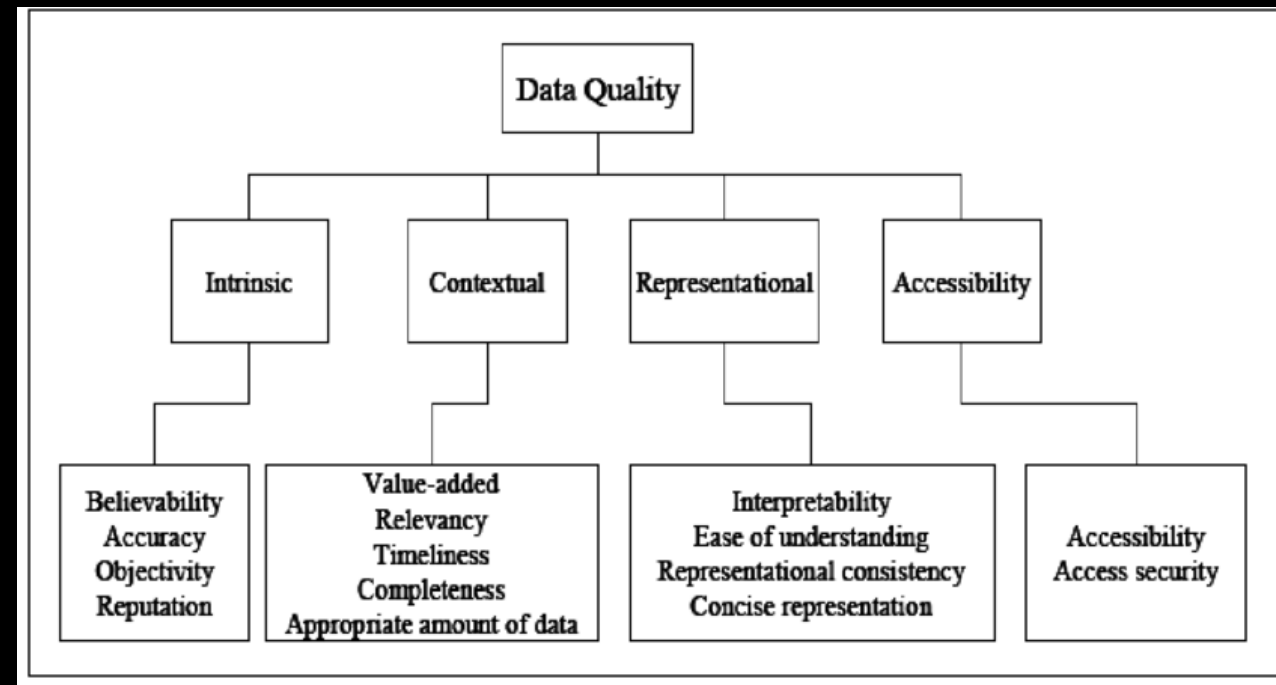 Data Quality
Intrinsic
Contextual
Representational
Accessibility
Believability
Accuracy
Objectivity
Reputation
Value-added
Relevancy
Timeliness
Completeness
Appropriate amount of data
Interpretability
Ease of understanding
Representational consistency
Concise representation
Accessibility
Access security